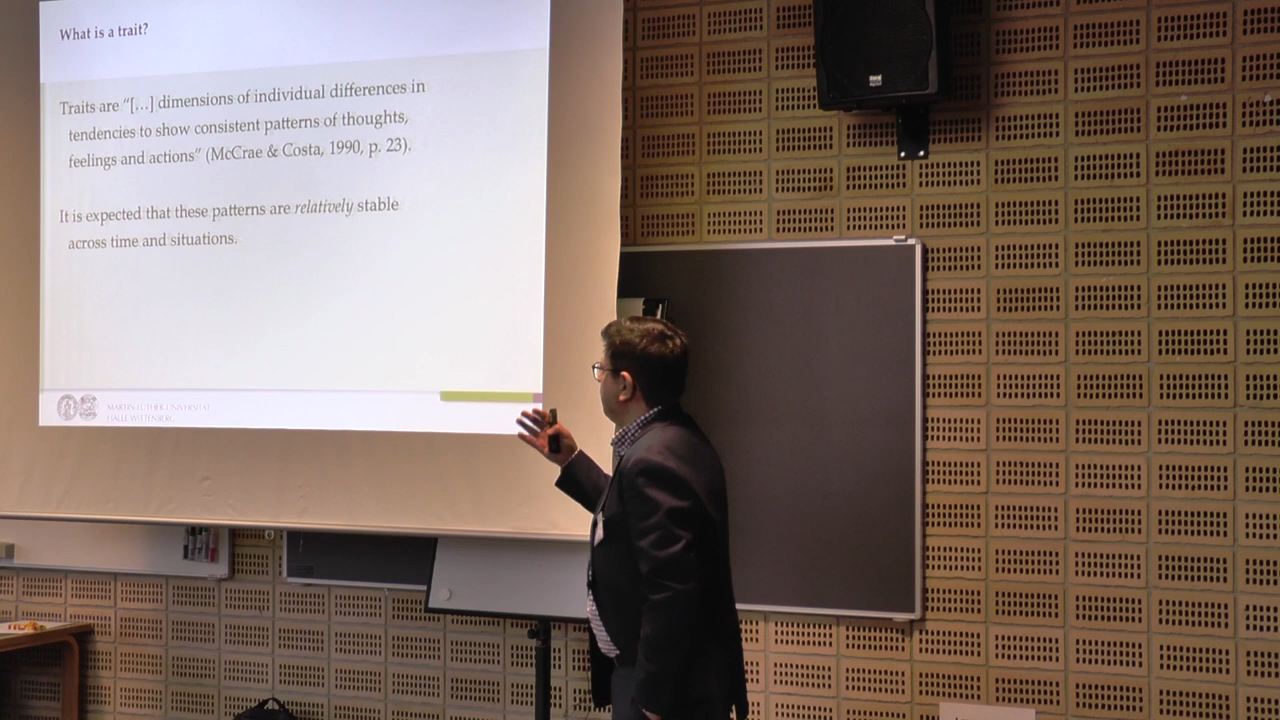 What is a trait?
Traits are “[…] dimensions of individual differences in
tendencies to show consistent patterns of thoughts,
feelings and actions” (McCrae & Costa, 1990, p. 23).
It is expected that these patterns are relatively stable
across time and situations.
MARTIN-LUTHER-UNIVERSITÄT
HALLE-WITTENBERG